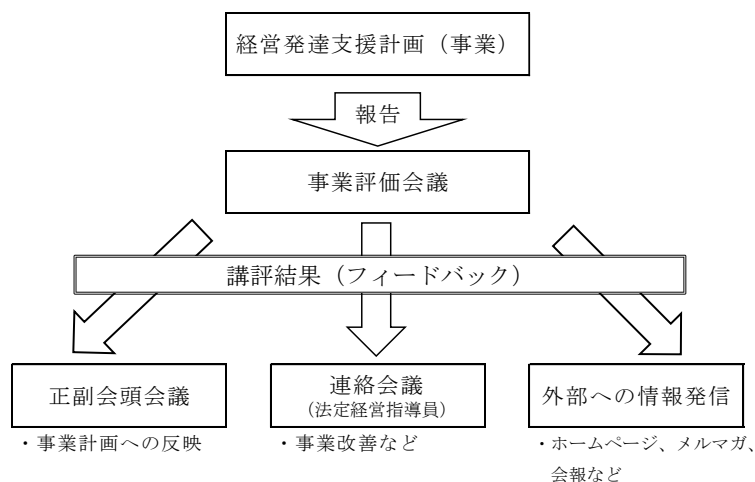 経営発達支援計画（事業）
報告
事業評価会議
講評結果（フィードバック）
正副会頭会議
・事業計画への反映
連絡会議
（法定経営指導員）
・事業改善など
外部への情報発信
・ホームページ、メルマガ、
会報など